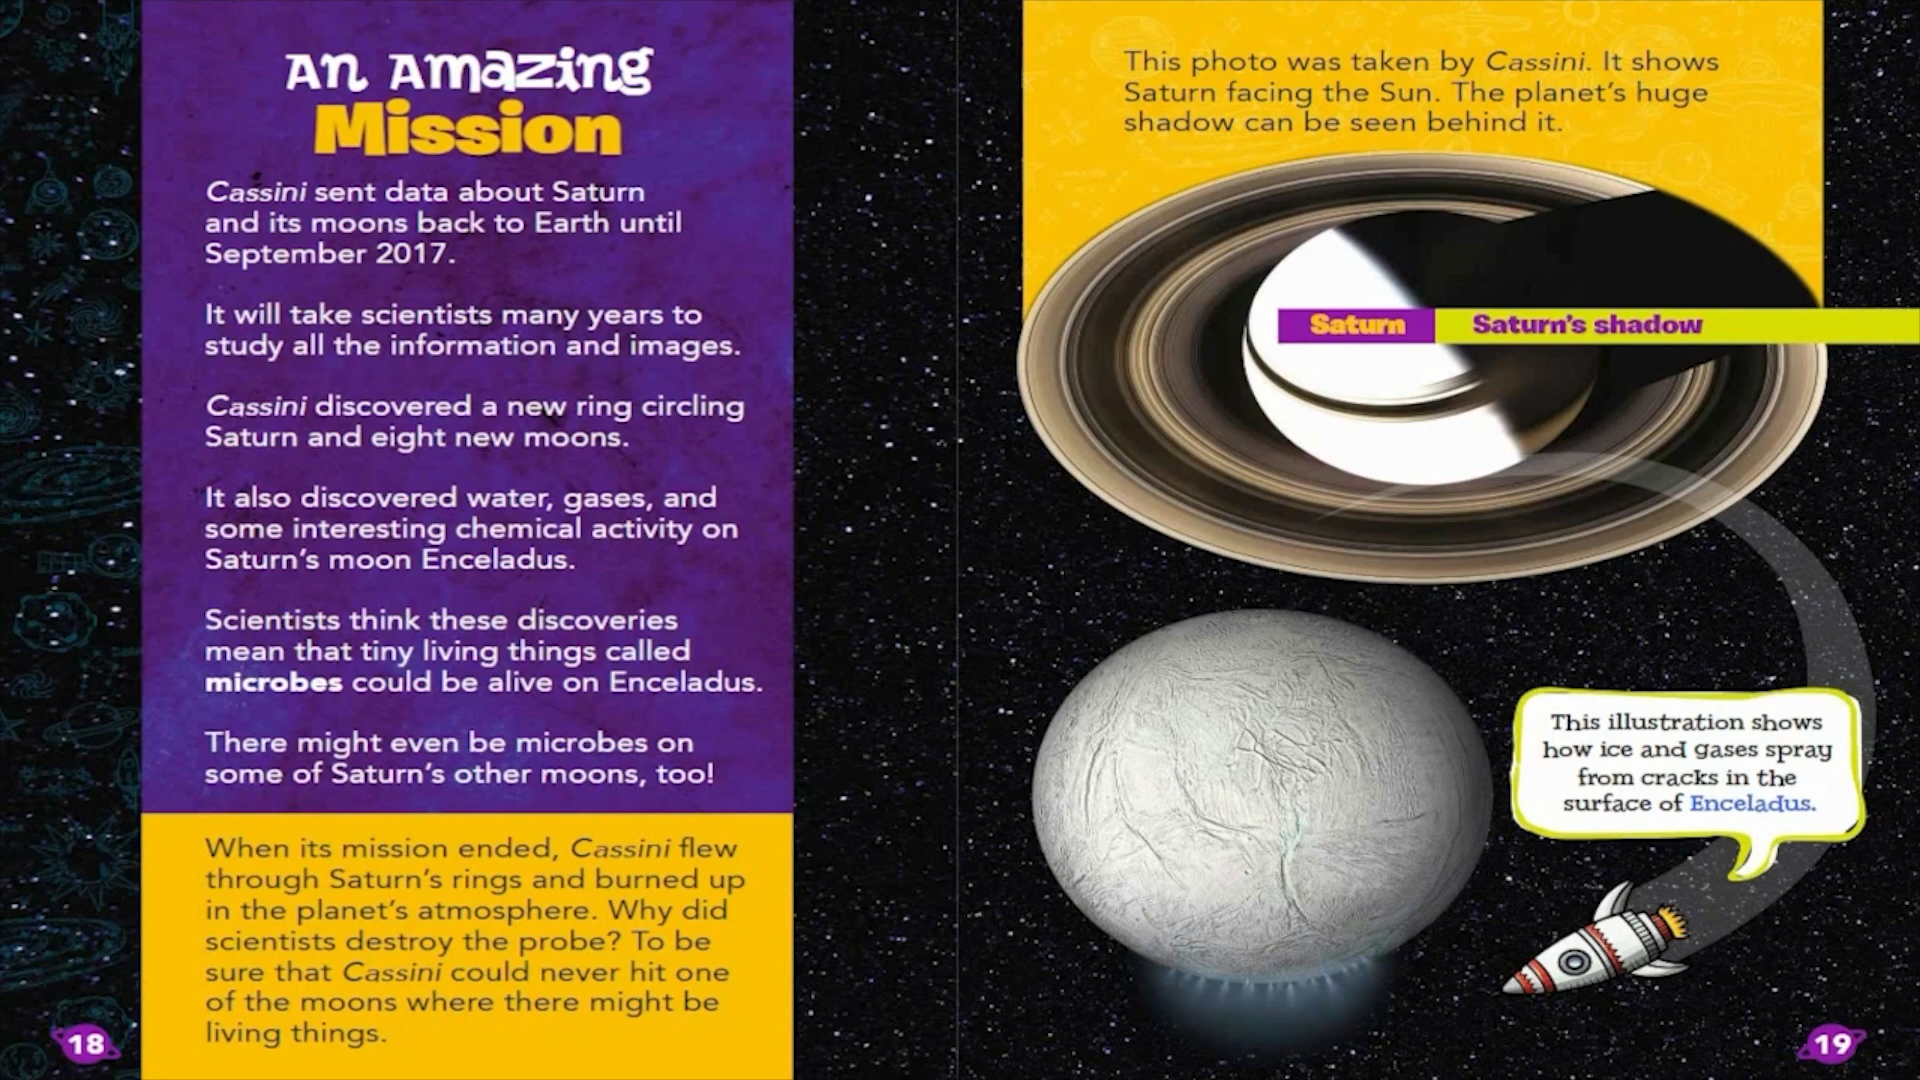 An Amazing
Mission
Cassini sent data about Saturn
and its moons back to Earth until
September 2017.
It will take scientists many years to
study all the information and images.
Cassini discovered a new ring circling
Saturn and eight new moons.
It also discovered water, gases, and
some interesting chemical activity on
Saturn's moon Enceladus.
Scientists think these discoveries
mean that tiny living things called
microbes could be alive on Enceladus.
There might even be microbes on
some of Saturn's other moons, too!
When its mission ended, Cassini flew
through Saturn's rings and burned up
in the planet's atmosphere. Why did
scientists destroy the probe? To be
sure that Cassini could never hit one
of the moons where there might be
living things.
18
This photo was taken by Cassini. It shows
Saturn facing the Sun. The planet's huge
shadow can be seen behind it.
Saturn
Saturn's shadow
This illustration shows
how ice and gases spray
from cracks in the
surface of Enceladus.
19